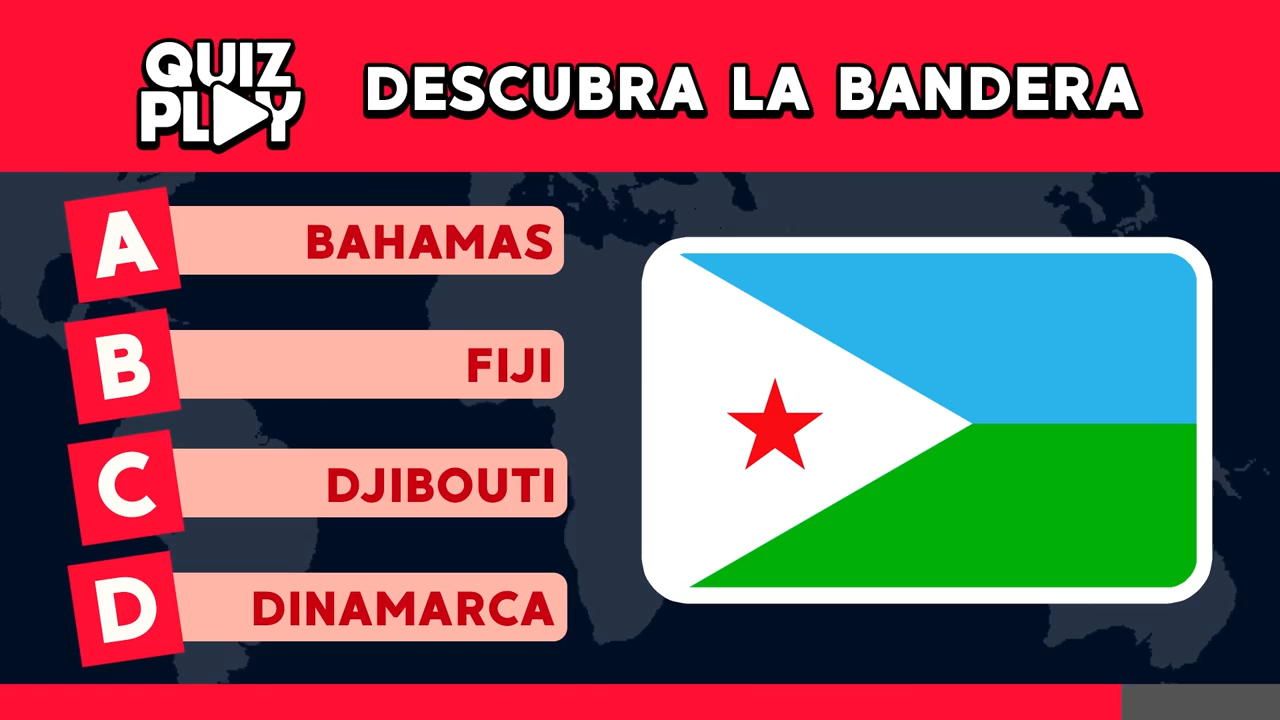 QUIZ
PLAY
DESCUBRA LA BANDERA
A
BAHAMAS
B
FIJI
C
DJIBOUTI
D
DINAMARCA